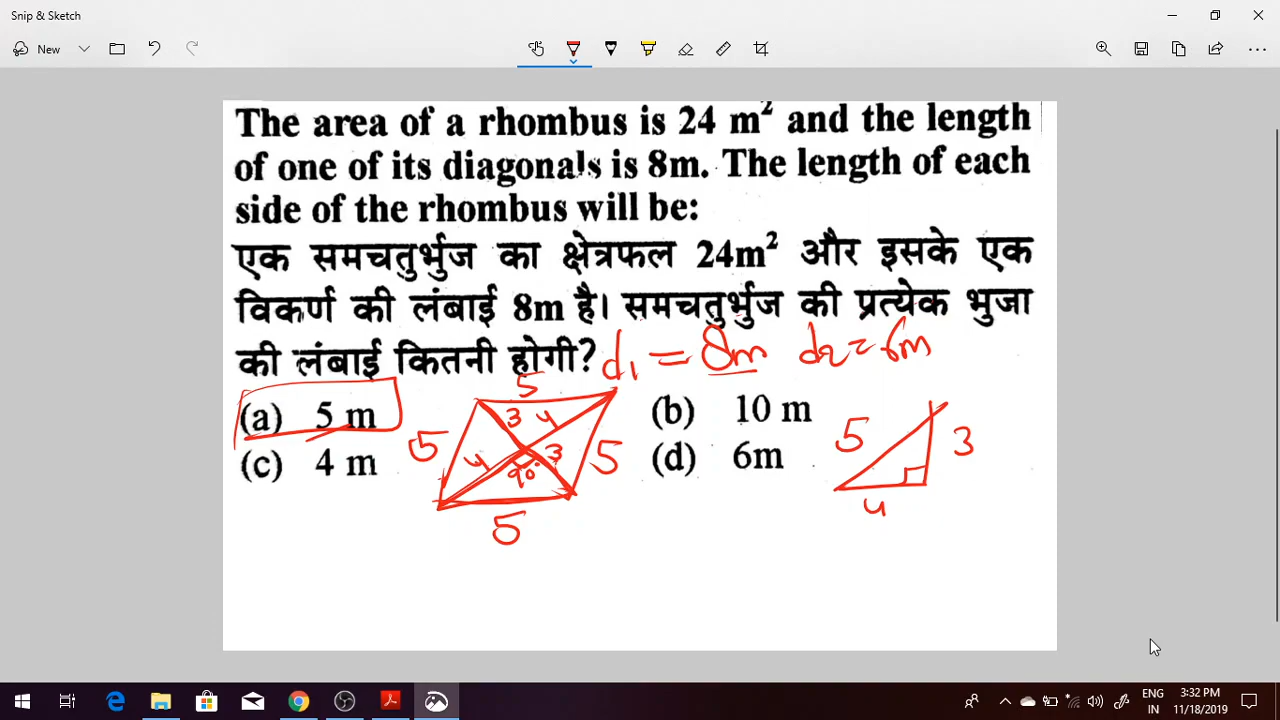 Snip & Sketch
New
The area of a rhombus is 24 m² and the length
of one of its diagonals is 8m. The length of each
side of the rhombus will be:
एक समचतुर्भुज का क्षेत्रफल 24m² और इसके एक
विकर्ण की लंबाई 8m है। समचतुर्भुज की प्रत्येक भुजा
की लंबाई कितनी होगी? d₁ = 8m d₂ = 6m
(a) 5 m
(b) 10 m
(c) 4 m
(d) 6m
5
3 4
5 4 3 5
90°
5
5 3
4
ENG 3:32 PM
IN 11/18/2019